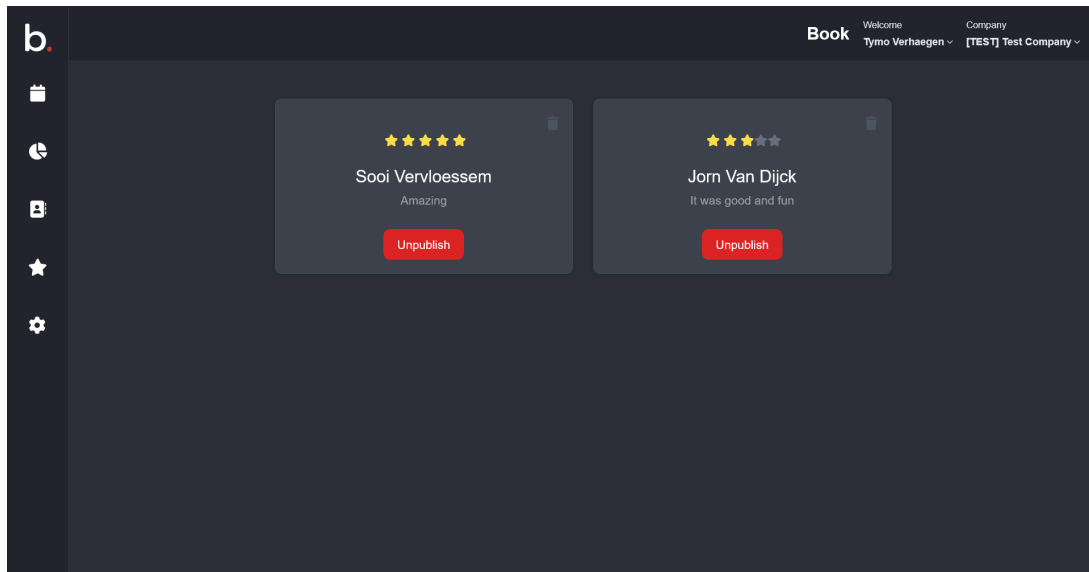 b.
Book
Welcome
Tymo Verhaegen
Company
[TEST] Test Company
Sooi Vervloessem
Amazing
Unpublish
Jorn Van Dijck
It was good and fun
Unpublish